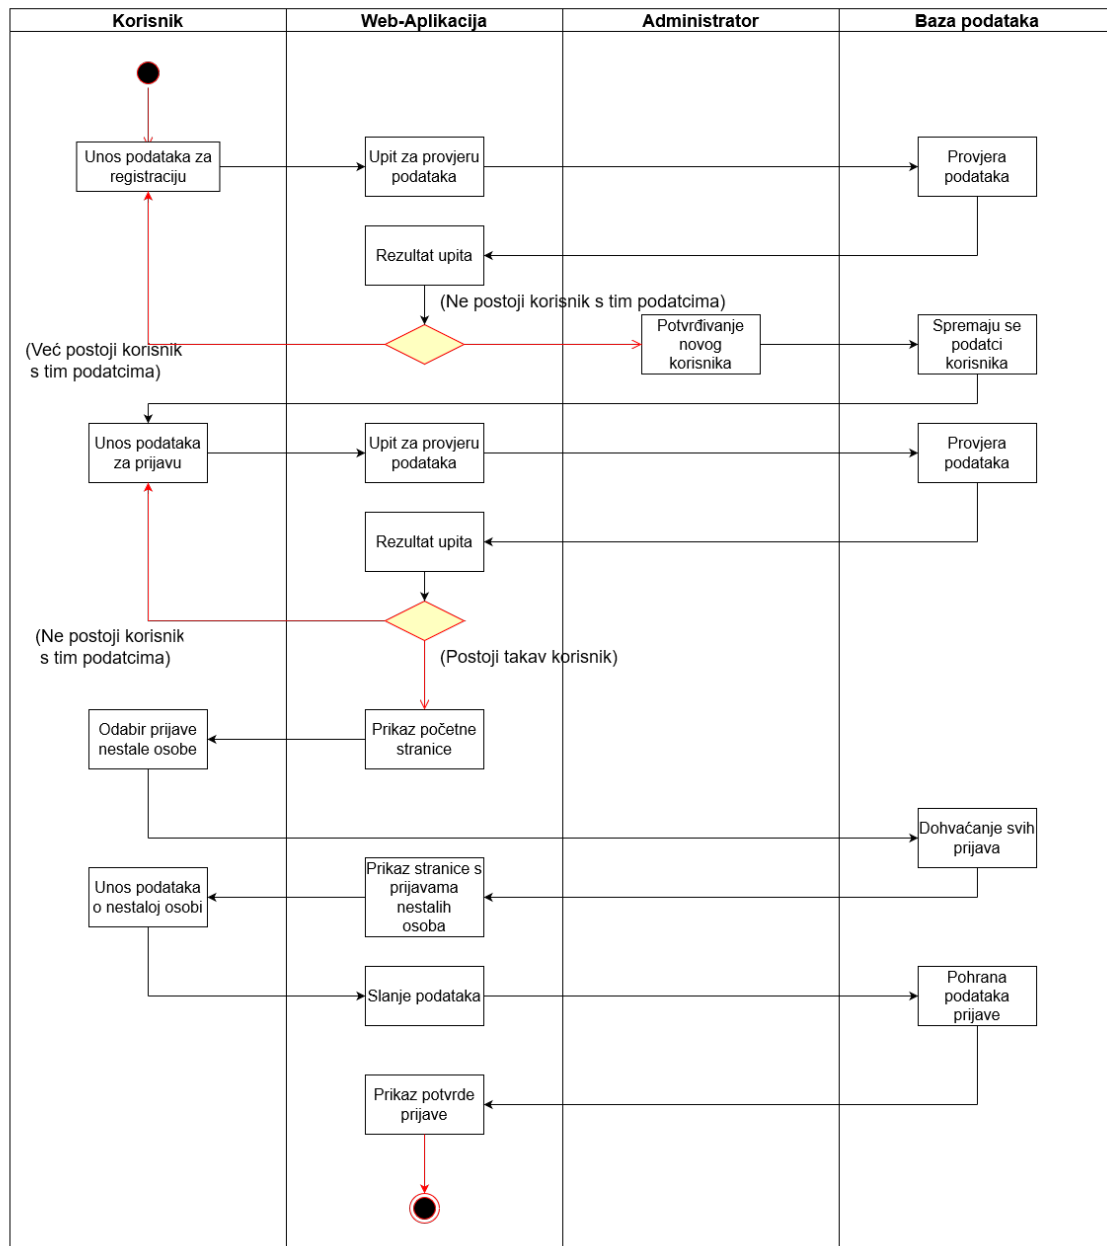 Korisnik
Web-Aplikacija
Administrator
Baza podataka
Unos podataka za
registraciju
Upit za provjeru
podataka
Provjera
podataka
Rezultat upita
(Ne postoji korisnik s tim podatcima)
(Već postoji korisnik
s tim podatcima)
Potvrđivanje
novog
korisnika
Spremaju se
podatci
korisnika
Unos podataka
za prijavu
Upit za provjeru
podataka
Provjera
podataka
Rezultat upita
(Ne postoji korisnik
s tim podatcima)
(Postoji takav korisnik)
Odabir prijave
nestale osobe
Prikaz početne
stranice
Dohvaćanje svih
prijava
Unos podataka
o nestaloj osobi
Prikaz stranice s
prijavama
nestalih
osoba
Slanje podataka
Pohrana
podataka
prijave
Prikaz potvrde
prijave